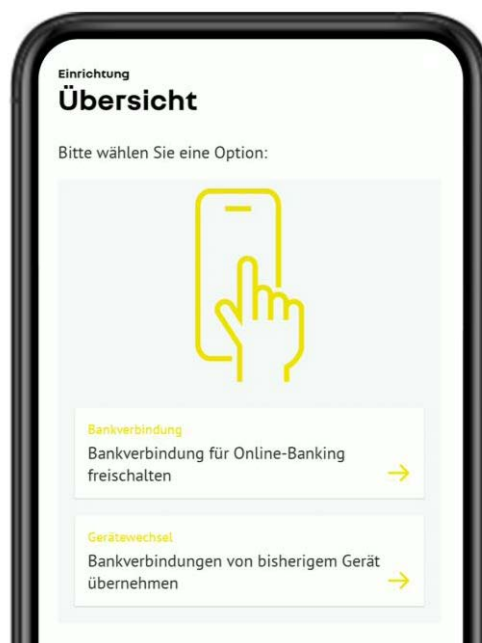 Einrichtung
Übersicht
Bitte wählen Sie eine Option:
Bankverbindung
Bankverbindung für Online-Banking
freischalten
Gerätewechsel
Bankverbindungen von bisherigem Gerät
übernehmen